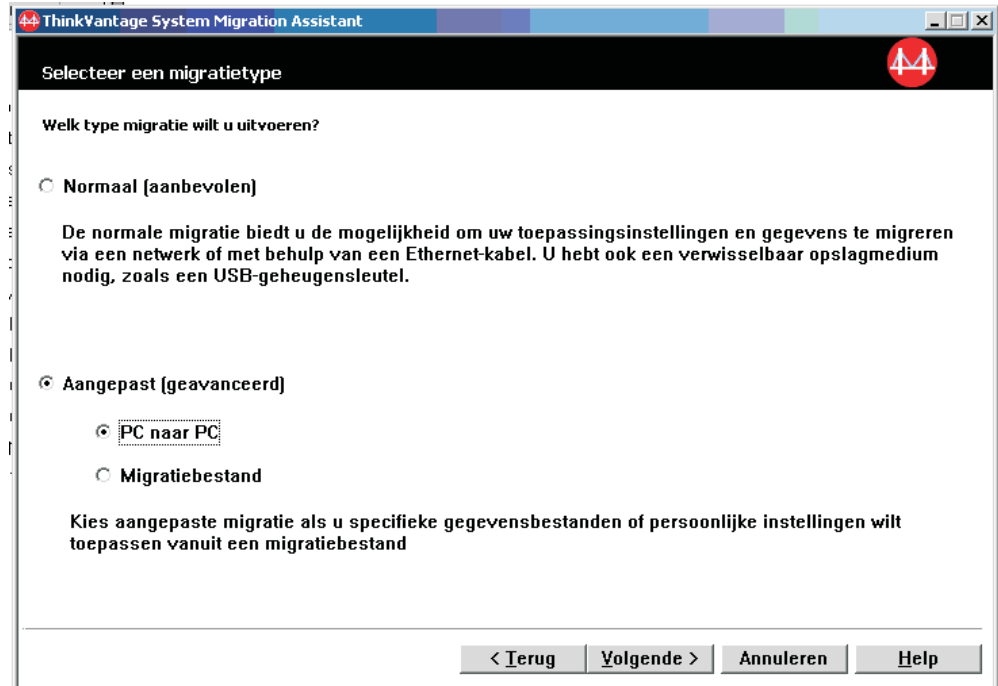 ThinkVantage System Migration Assistant
Selecteer een migratietype
Welk type migratie wilt u uitvoeren?
Normaal (aanbevolen)
De normale migratie biedt u de mogelijkheid om uw toepassingsinstellingen en gegevens te migreren
via een netwerk of met behulp van een Ethernet-kabel. U hebt ook een verwisselbaar opslagmedium
nodig, zoals een USB-geheugensleutel.
Aangepast (geavanceerd)
PC naar PC
Migratiebestand
Kies aangepaste migratie als u specifieke gegevensbestanden of persoonlijke instellingen wilt
toepassen vanuit een migratiebestand
< Terug
Volgende >
Annuleren
Help